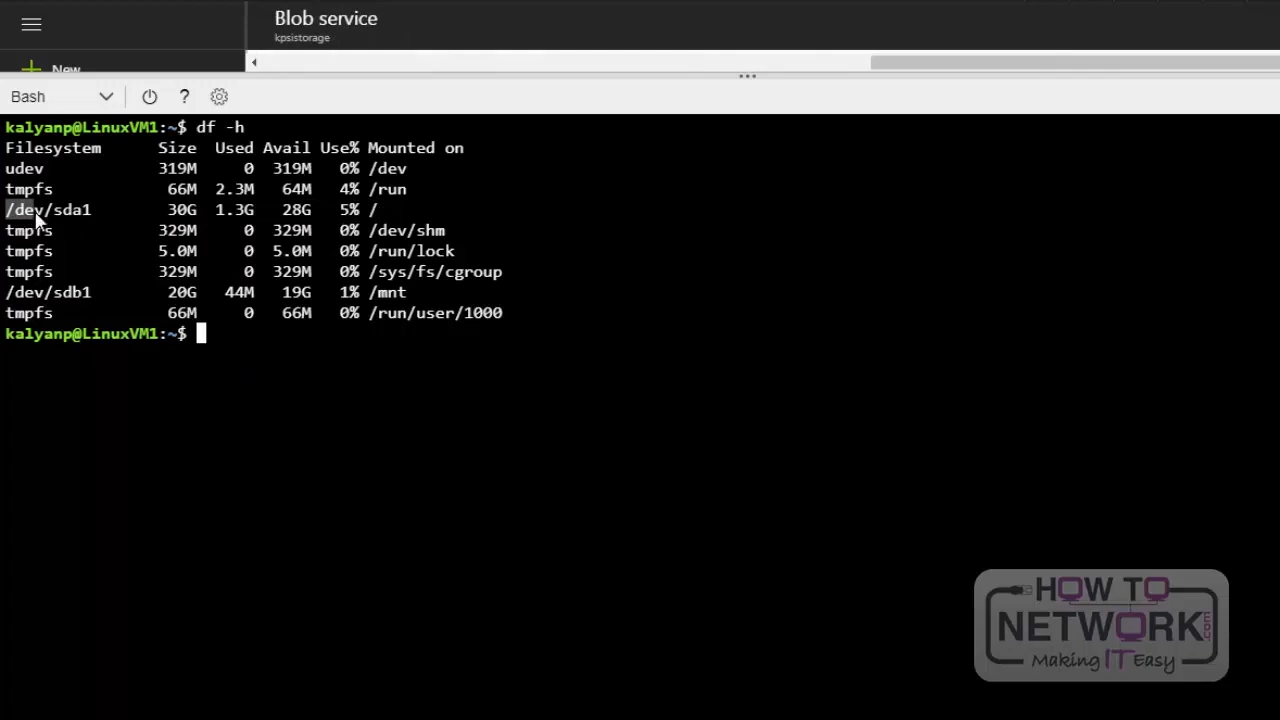 Blob service
kpsistorage
New
Bash
?
kalyanp@LinuxVM1:~$ df -h
Filesystem      Size  Used Avail Use% Mounted on
udev            319M     0  319M   0% /dev
tmpfs            66M  2.3M   64M   4% /run
/dev/sda1        30G  1.3G   28G   5% /
tmpfs           329M     0  329M   0% /dev/shm
tmpfs           5.0M     0  5.0M   0% /run/lock
tmpfs           329M     0  329M   0% /sys/fs/cgroup
/dev/sdb1        20G   44M   19G   1% /mnt
tmpfs            66M     0   66M   0% /run/user/1000
kalyanp@LinuxVM1:~$
HOW TO
NETWORK.com
Making IT Easy